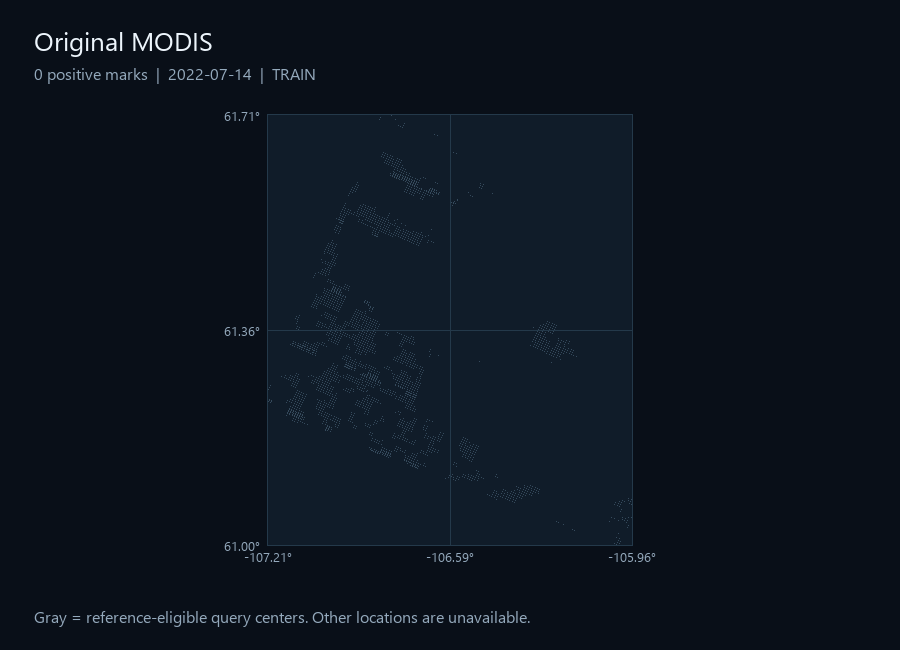 Original MODIS
0 positive marks | 2022-07-14 | TRAIN
61.71°
61.36°
61.00°
-107.21°
-106.59°
-105.96°
Gray = reference-eligible query centers. Other locations are unavailable.